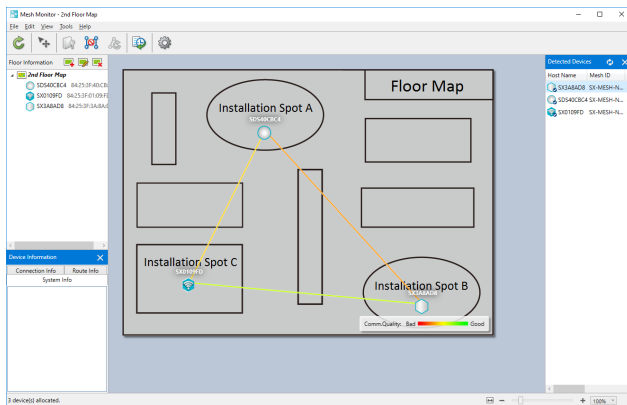 Mesh Monitor - 2nd Floor Map
File Edit View Tools Help
Floor Information
2nd Floor Map
SDS40CBC4 84:25:3F:40:CB
SX0109FD 84:25:3F:01:09:F
SX3A8AD8 84:25:3F:3A:8A:
Device Information
Connection Info Route Info
System Info
Floor Map
Installation Spot A
SDS40CBC4
Installation Spot C
SX0109FD
Installation Spot B
SX3A8AD8
Comm.Quality: Bad Good
Detected Devices
Host Name Mesh ID
SX3A8AD8 SX-MESH-N...
SDS40CBC4 SX-MESH-N...
SX0109FD SX-MESH-N...
3 device(s) allocated.
100%